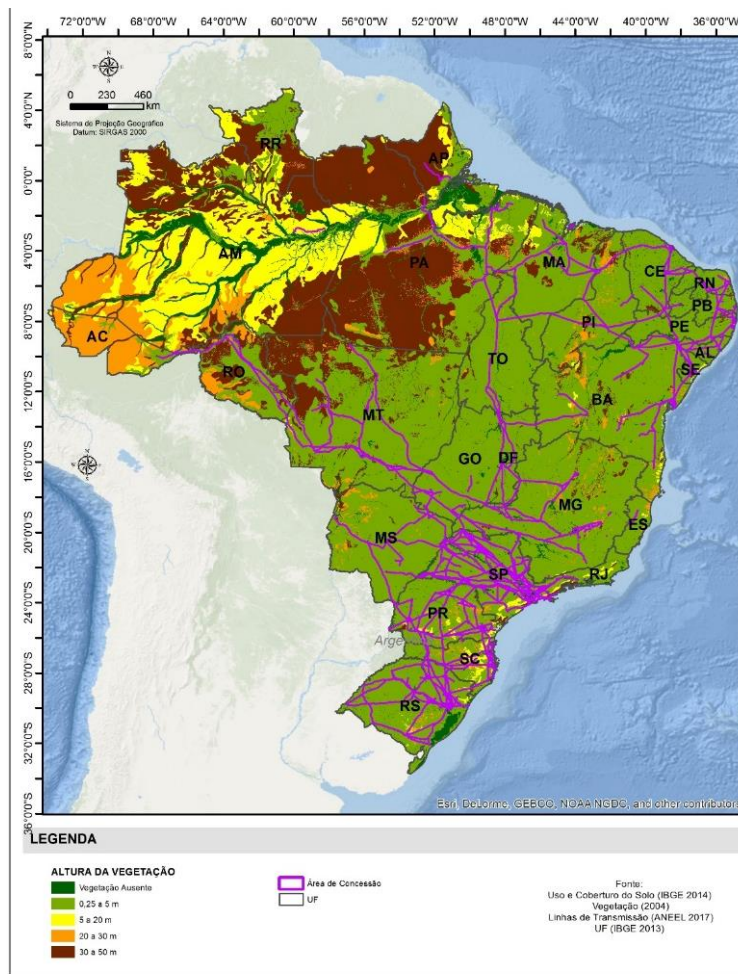 72°0'0"W 68°0'0"W 64°0'0"W 60°0'0"W 56°0'0"W 52°0'0"W 48°0'0"W 44°0'0"W 40°0'0"W 36°0'0"W
8°0'0"N
4°0'0"N
0°0'0"
4°0'0"S
8°0'0"S
12°0'0"S
16°0'0"S
20°0'0"S
24°0'0"S
28°0'0"S
32°0'0"S
36°0'0"S
0 230 460
km
Sistema de Projeção Geografica
Datum: SIRGAS 2000
RR
AP
AM
PA
MA
CE
RN
PB
PI
PE
AC
AL
TO
SE
RO
BA
MT
GO
DF
MG
MS
ES
SP
RJ
PR
SC
RS
Esri, DeLorme, GEBCO, NOAA NGDC, and other contributors
LEGENDA
ALTURA DA VEGETAÇÃO
Vegetação Ausente
0,25 a 5 m
5 a 20 m
20 a 30 m
30 a 50 m
Área de Concessão
UF
Fonte:
Uso e Coberturo do Solo (IBGE 2014)
Vegetação (2004)
Linhas de Transmissão (ANEEL 2017)
UF (IBGE 2013)